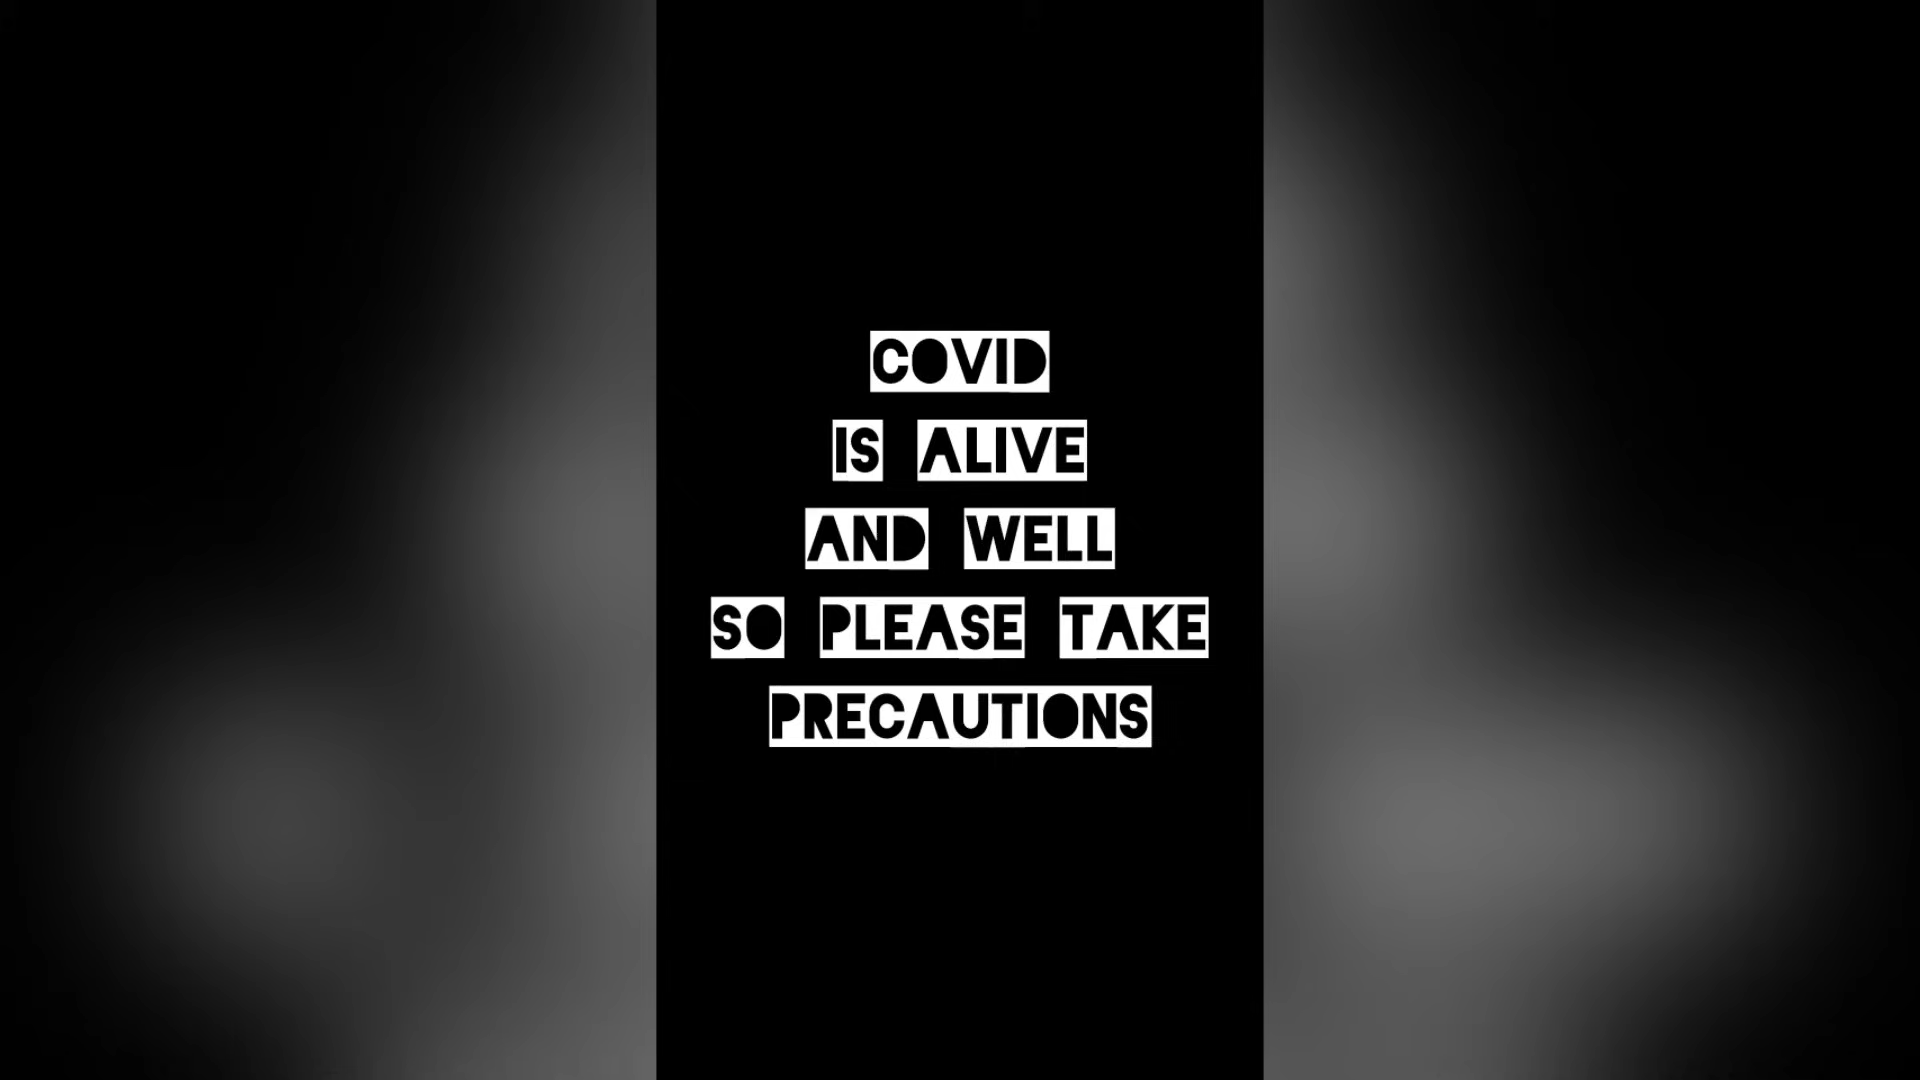 COVID
IS ALIVE
AND WELL
SO PLEASE TAKE
PRECAUTIONS